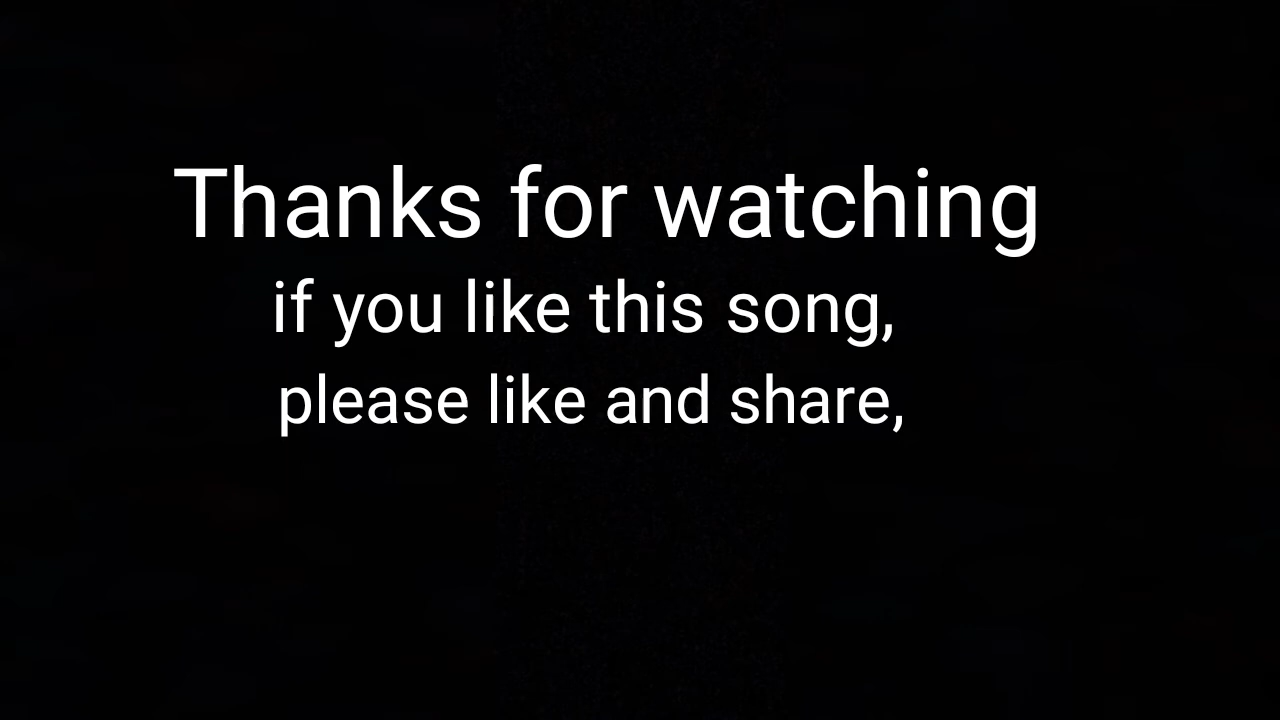 Thanks for watching
if you like this song,
please like and share,